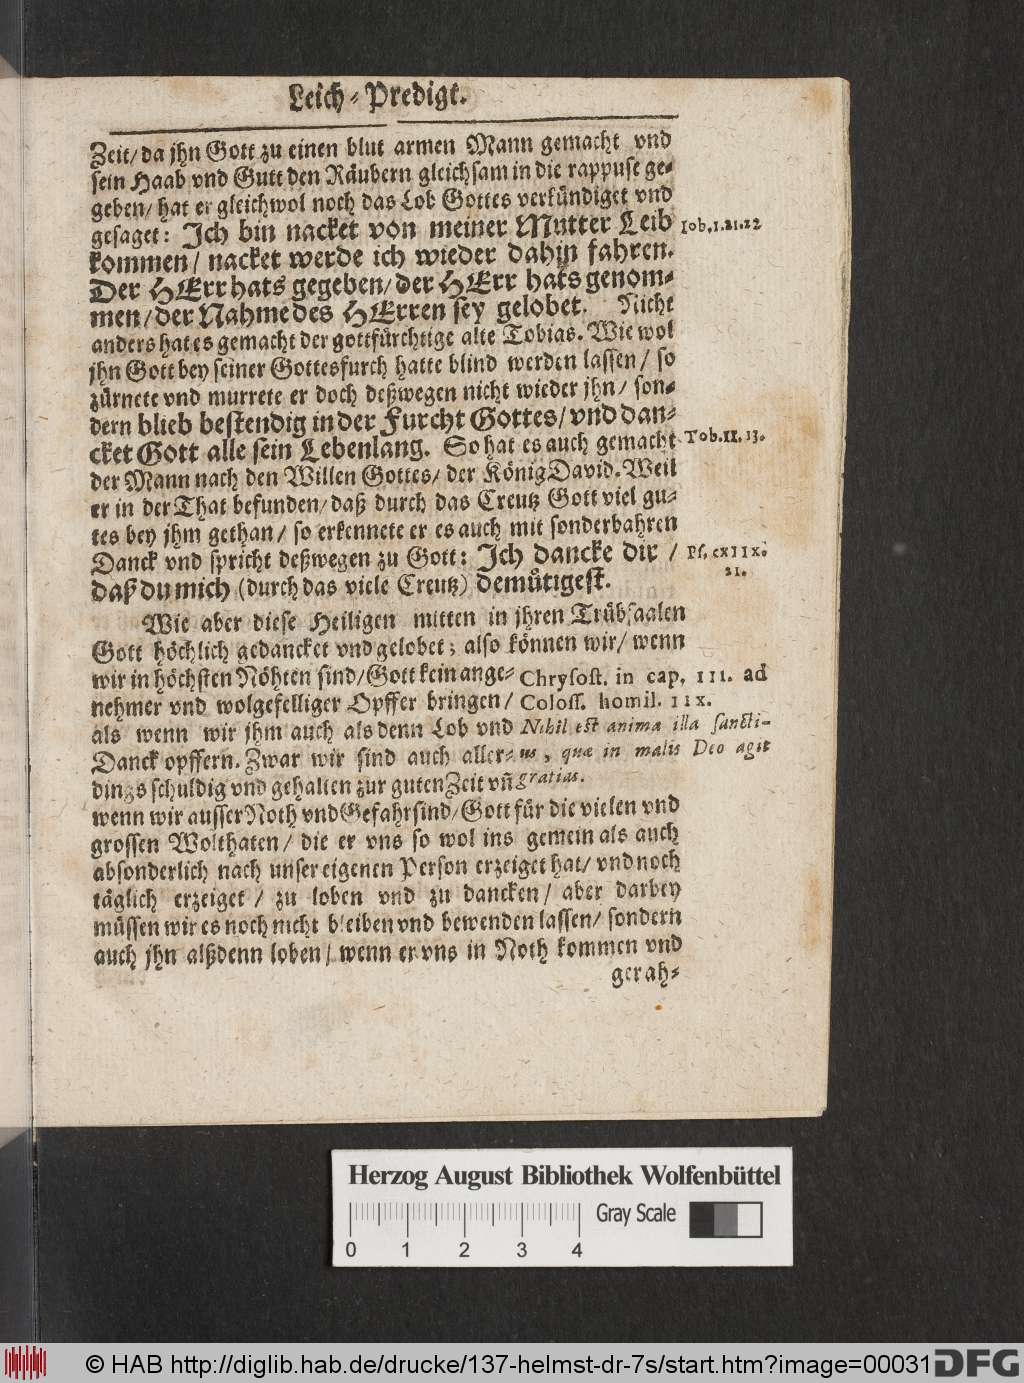 Leich-Predigt.
Zeit/ da jhn Gott zu einen blut armen Mann gemacht vnd
sein Haab vnd Gutt den Räubern gleichsam in die rappuse ge-
geben/ hat er gleichwol noch das Lob Gottes verkündiget vnd
gesaget: Ich bin nacket von meiner Mutter Leib
Iob, 1. 21. 22
kommen/ nacket werde ich wieder dahin fahren.
Der HErr hats gegeben/ der HErr hats genom-
men/ der Nahme des HErren sey gelobet. Nicht
anders hat es gemacht der gottfürchtige alte Tobias. Wie wol
jhn Gott bey seiner Gottesfurch hatte blind werden lassen/ so
zürnete vnd murrete er doch deßwegen nicht wieder jhn/ son-
dern blieb bestendig in der Furcht Gottes/ vnd dan-
cket Gott alle sein Lebenlang. So hat es auch gemacht
Tob. II. 13.
der Mann nach den Willen Gottes/ der König David. Weil
er in der That befunden/ daß durch das Creutz Gott viel gu-
tes bey jhm gethan/ so erkennete er es auch mit sonderbahren
Danck vnd spricht deßwegen zu Gott: Ich dancke dir /
Ps. CXIIX.
21.
daß du mich (durch das viele Creutz) demütigest.
Wie aber diese Heiligen mitten in jhren Trübsaalen
Gott höchlich gedancket vnd gelobet; also können wir/ wenn
wir in höchsten Nöhten sind/ Gott kein ange-
nehmer vnd wolgefelliger Opffer bringen/
als wenn wir jhm auch als denn Lob vnd
Danck opffern. Zwar wir sind auch aller-
dings schuldig vnd gehalten zur guten Zeit vñ
Chrysost. in cap. III. ad
Coloss. homil. IIX.
Nihil est anima illa sancti-
us, quæ in malis Deo agit
gratias.
wenn wir ausser Noth vnd Gefahr sind/ Gott für die vielen vnd
grossen Wolthaten/ die er vns so wol ins gemein als auch
absonderlich nach unser eigenen Person erzeiget hat/ vnd noch
täglich erzeiget / zu loben vnd zu dancken/ aber darbey
müssen wir es noch nicht bleiben vnd bewenden lassen/ sondern
auch jhn alßdenn loben/ wenn er vns in Noth kommen vnd
gerah-
Herzog August Bibliothek Wolfenbüttel
Gray Scale
0 1 2 3 4
© HAB http://diglib.hab.de/drucke/137-helmst-dr-7s/start.htm?image=00031
DFG